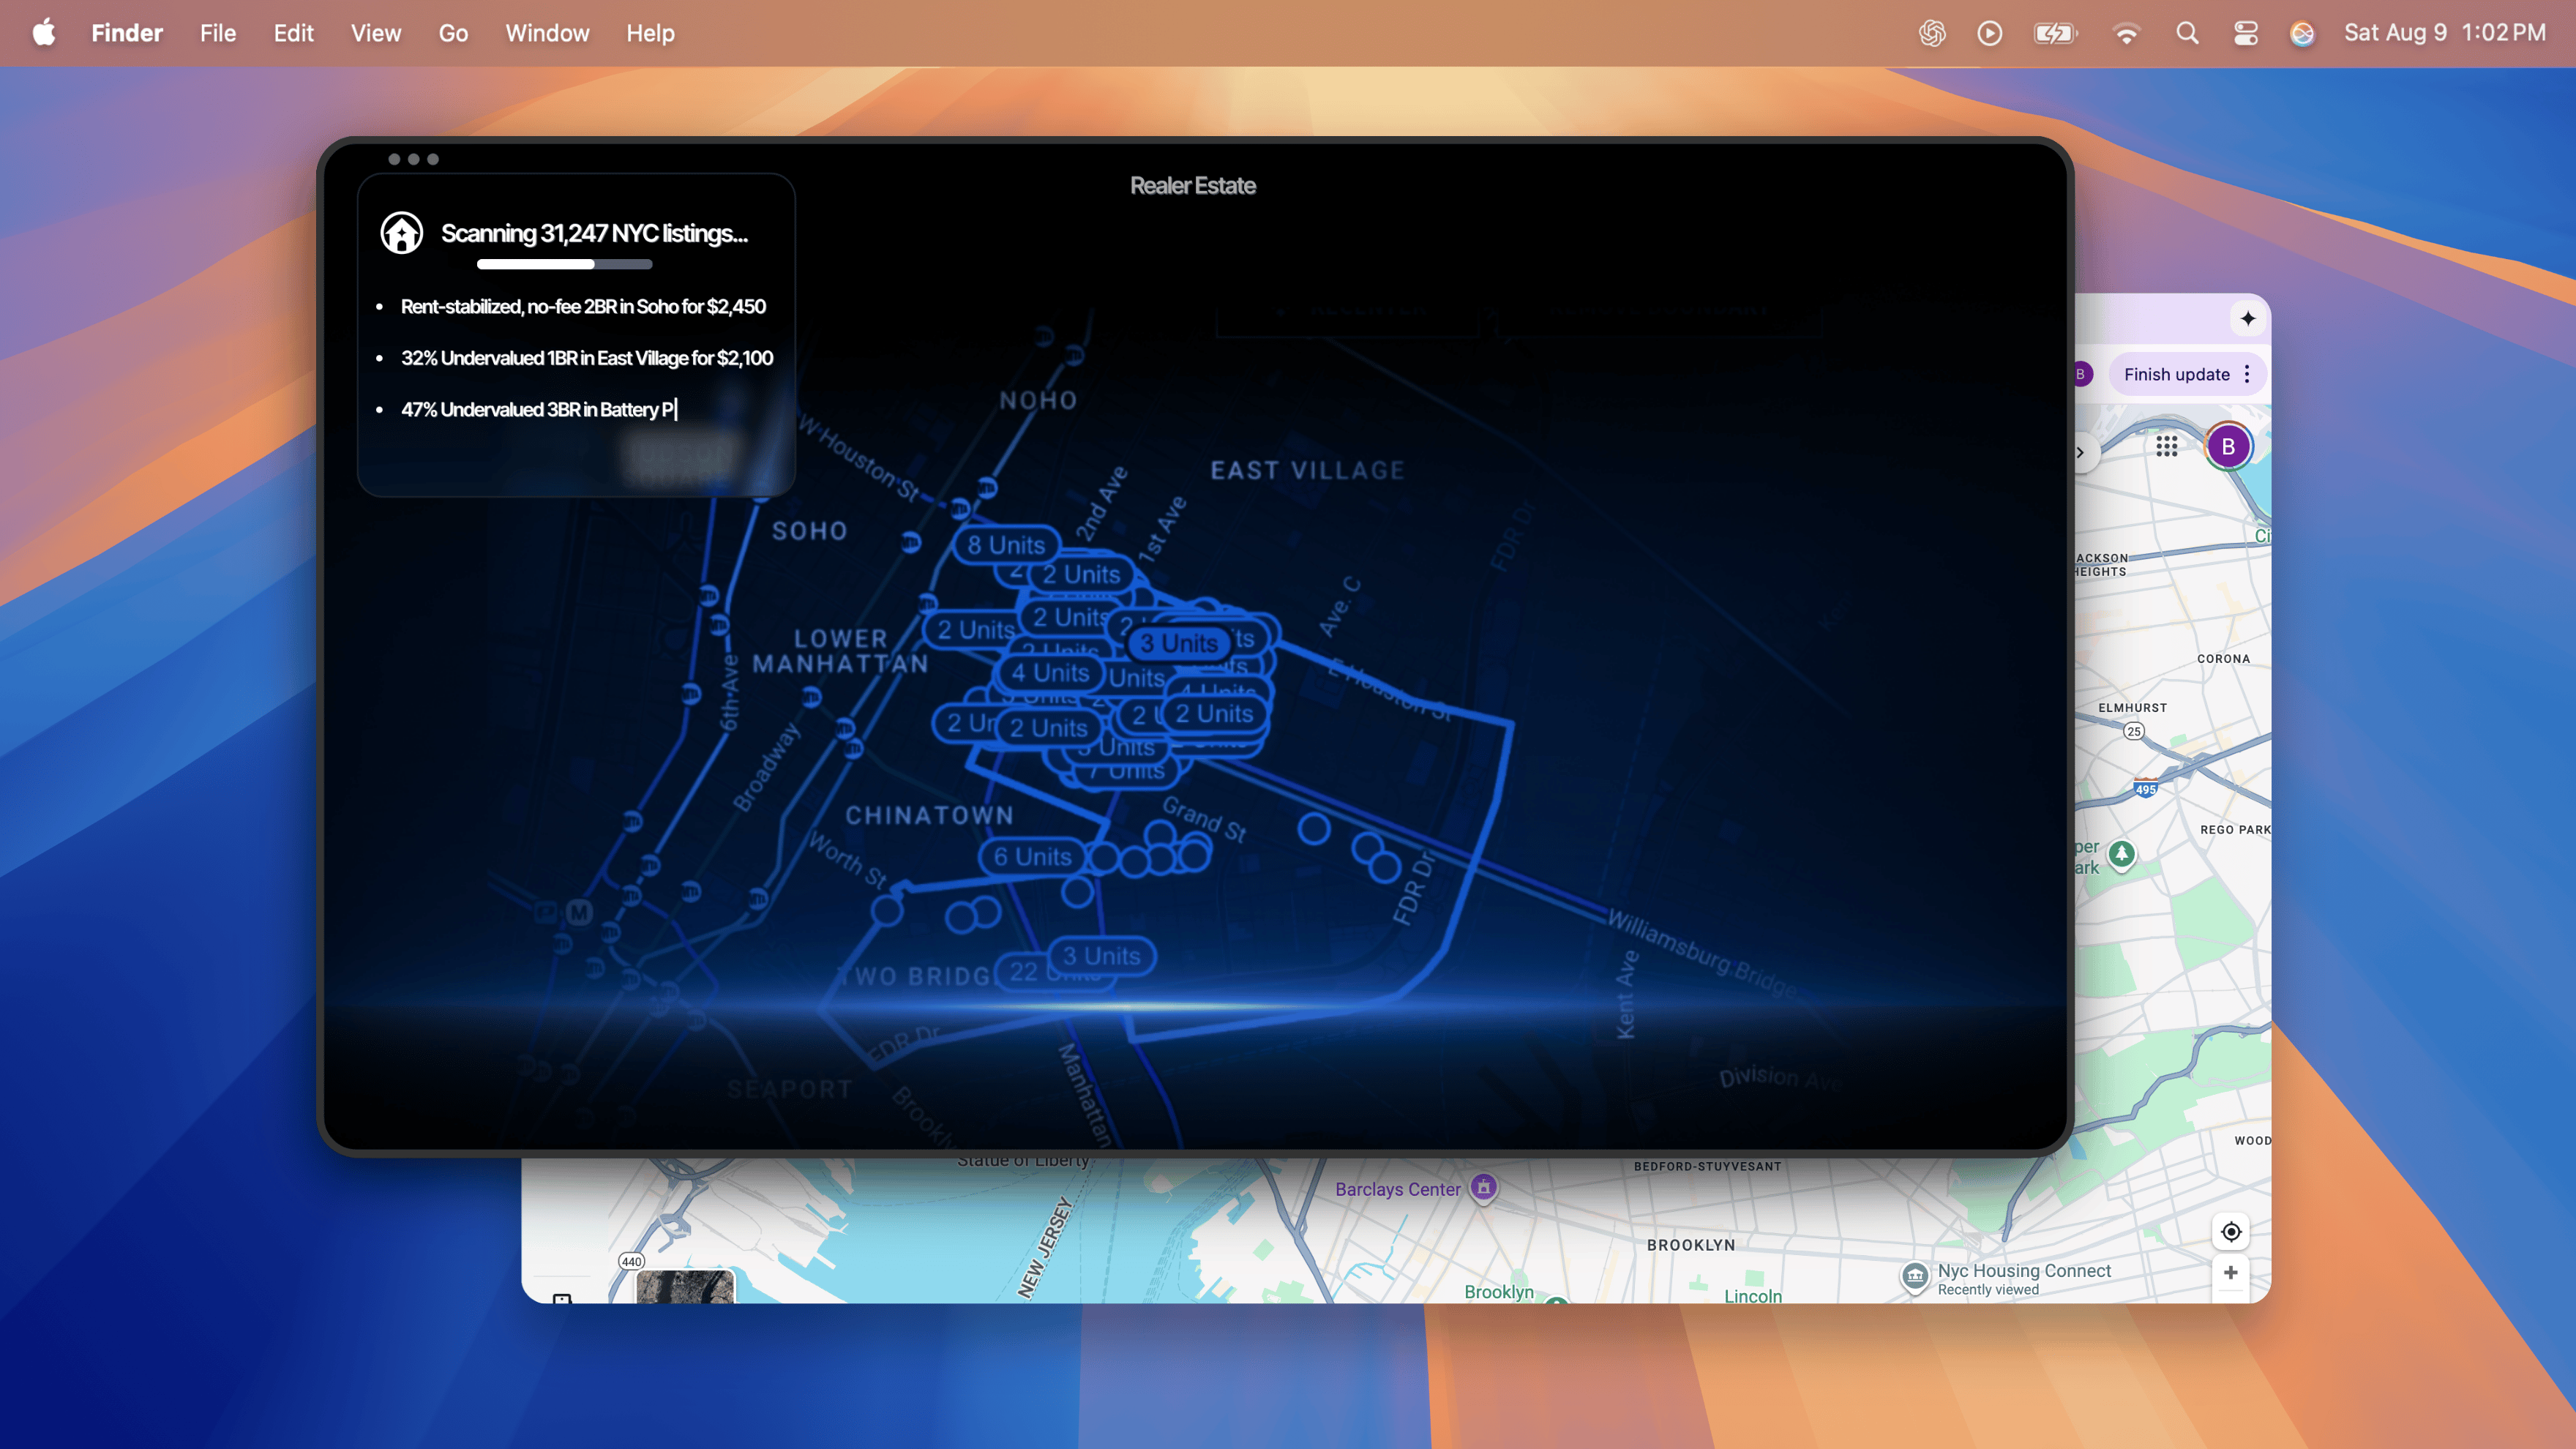 Finder File Edit View Go Window Help
Sat Aug 9 1:02 PM
Realer Estate
Scanning 31,247 NYC listings...
Rent-stabilized, no-fee 2BR in Soho for $2,450
32% Undervalued 1BR in East Village for $2,100
47% Undervalued 3BR in Battery P
Finish update
B
B
NOHO
W Houston St
EAST VILLAGE
2nd Ave
1st Ave
SOHO
FDR Dr
8 Units
2 Units
Ave. C
2 Units
2 Units
3 Units
LOWER
MANHATTAN
4 Units
Units
E Houston St
6th Ave
2 Units
2 Units
3 Units
7 Units
Broadway
CHINATOWN
Grand St
Worth St
6 Units
FDR Dr
M
Williamsburg Bridge
3 Units
TWO BRIDG
22 Units
Kent Ave
FDR Dr
Manhattan
Division Ave
SEAPORT
Brookly
ACKSON
HEIGHTS
CORONA
ELMHURST
25
495
REGO PARK
per
ark
WOOD
Statue of Liberty
BEDFORD-STUYVESANT
Barclays Center
NEW JERSEY
BROOKLYN
440
Nyc Housing Connect
Recently viewed
Brooklyn
Lincoln